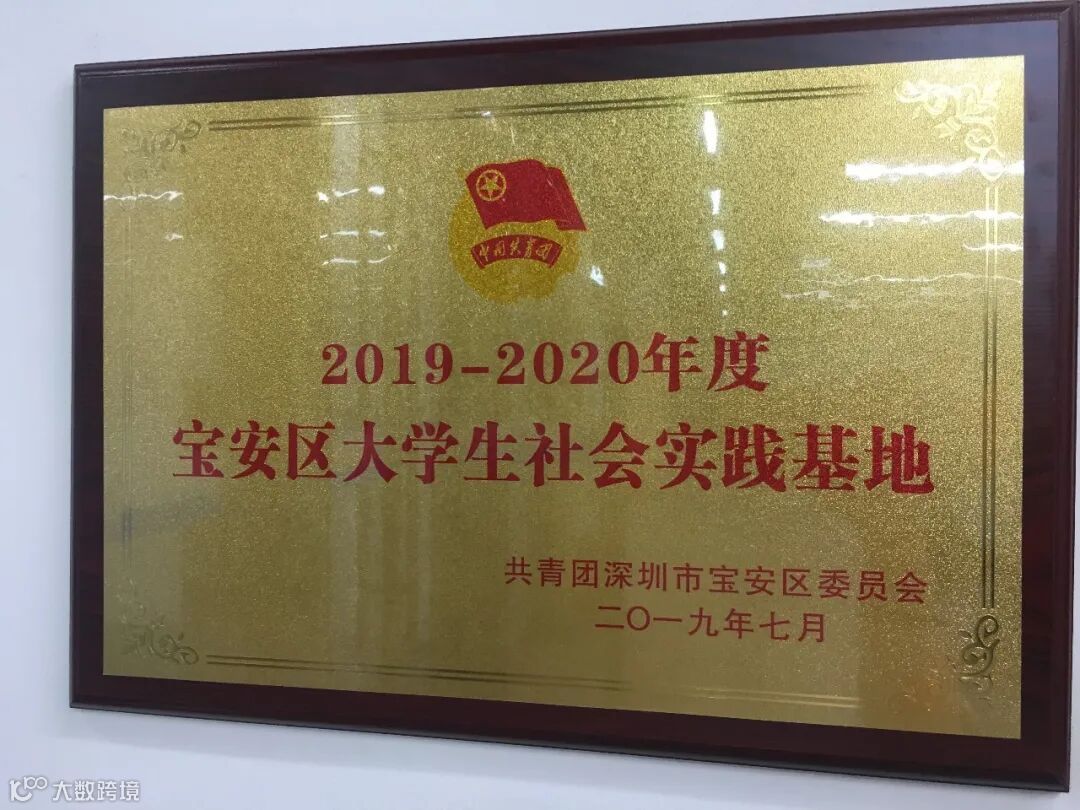 中国共青团
2019-2020年度
宝安区大学生社会实践基地
共青团深圳市宝安区委员会
二〇一九年七月
大数跨境